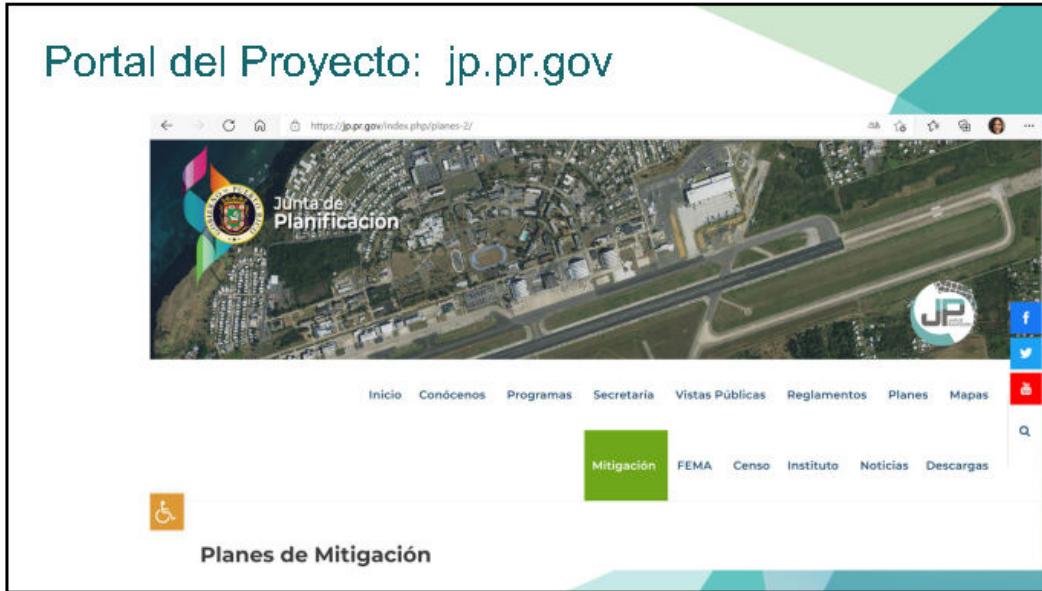 Portal del Proyecto: jp.pr.gov
https://jp.pr.gov/index.php/planes-2/
Junta de
Planificación
JP
Inicio Conócenos Programas Secretaría Vistas Públicas Reglamentos Planes Mapas
Mitigación FEMA Censo Instituto Noticias Descargas
Planes de Mitigación